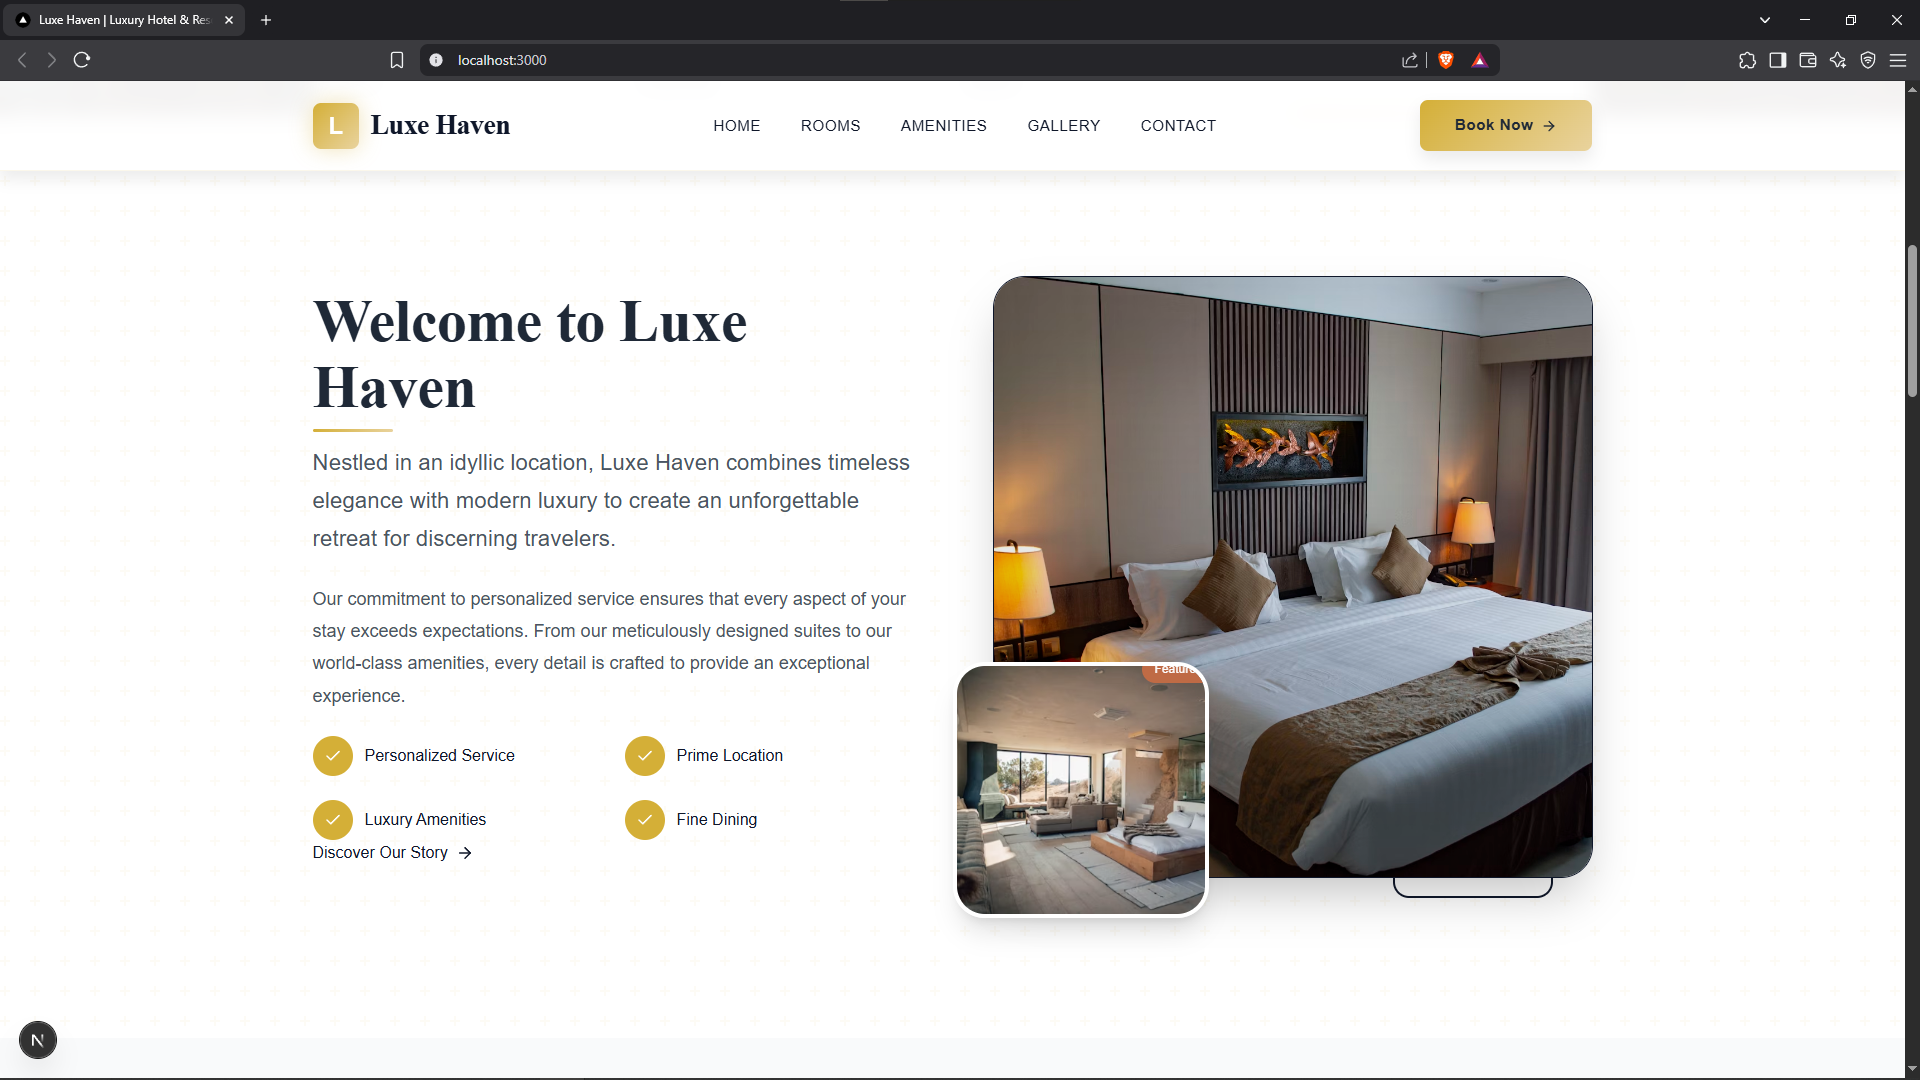 Luxe Haven | Luxury Hotel & Res
localhost:3000
L
Luxe Haven
HOME
ROOMS
AMENITIES
GALLERY
CONTACT
Book Now
Welcome to Luxe
Haven
Nestled in an idyllic location, Luxe Haven combines timeless
elegance with modern luxury to create an unforgettable
retreat for discerning travelers.
Our commitment to personalized service ensures that every aspect of your
stay exceeds expectations. From our meticulously designed suites to our
world-class amenities, every detail is crafted to provide an exceptional
experience.
Personalized Service
Prime Location
Luxury Amenities
Fine Dining
Discover Our Story
N